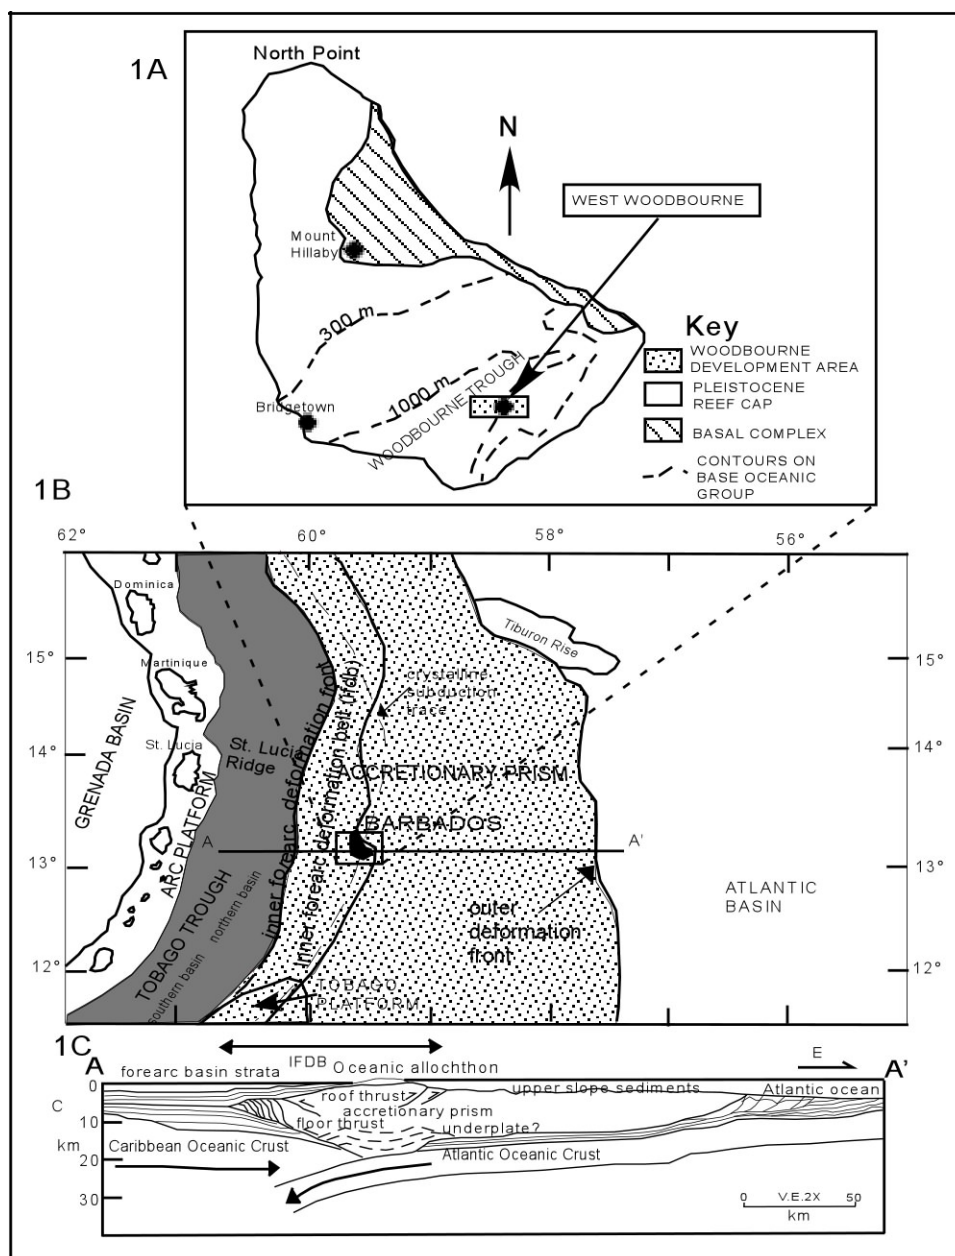 1A
North Point
N
WEST WOODBOURNE
Mount
Hillaby
300 m
1000 m
WOODBOURNE TROUGH
Bridgetown
Key
WOODBOURNE
DEVELOPMENT AREA
PLEISTOCENE
REEF CAP
BASAL COMPLEX
CONTOURS ON
BASE OCEANIC
GROUP
1B
62° 60° 58° 56°
Dominica
Tiburon Rise
15° 15°
Martinique
crystalline
subduction
trace
GRENADA BASIN
St. Lucia
ARC PLATFORM
St. Lucia
Ridge
inner forearc deformation front
Inner forearc deformation belt (ifdb)
14° 14°
ACCRETIONARY PRISM
BARBADOS
A A'
13° 13°
ATLANTIC
BASIN
outer
deformation
front
TOBAGO TROUGH
northern basin
southern basin
12° 12°
TOBAGO
PLATFORM
1C
A A'
IFDB Oceanic allochthon
E
forearc basin strata
upper slope sediments
Atlantic ocean
0
C
10
km
20
30
roof thrust
accretionary prism
floor thrust
underplate?
Caribbean Oceanic Crust
Atlantic Oceanic Crust
0 V.E.2X 50
km